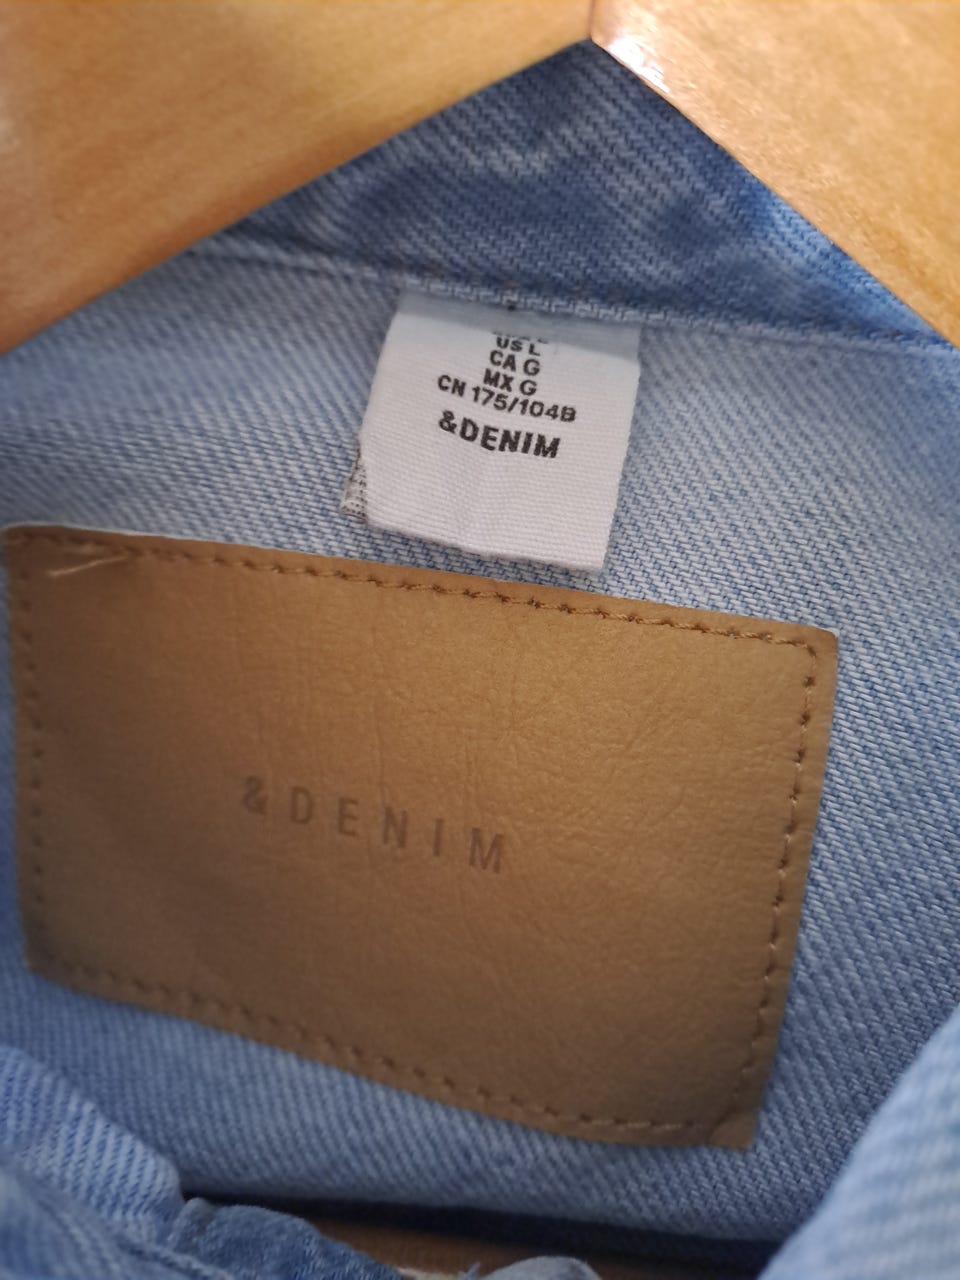 US L
CA G
MX G
CN 175/104B
&DENIM
&DENIM